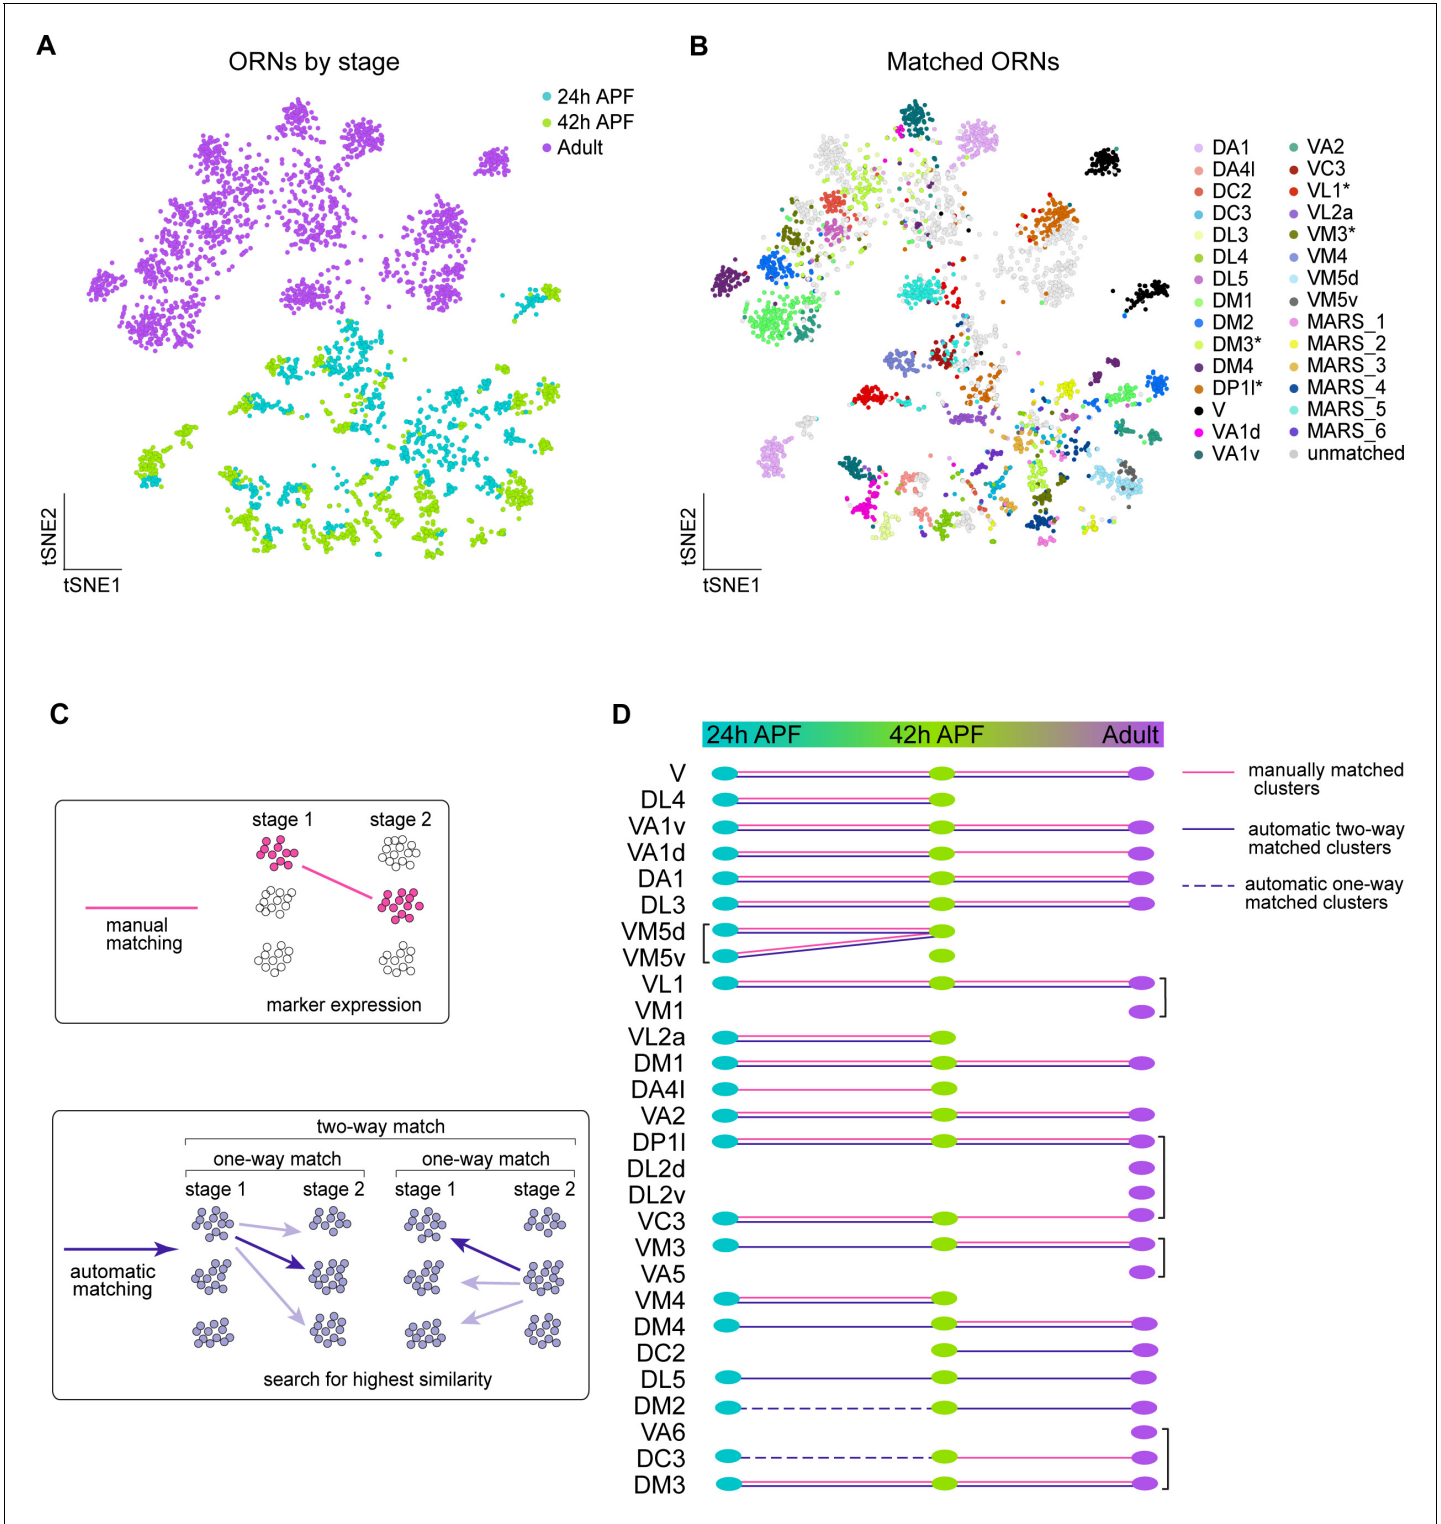 A
ORNs by stage
24h APF
42h APF
Adult
tSNE2
tSNE1
B
Matched ORNs
DA1
DA4l
DC2
DC3
DL3
DL4
DL5
DM1
DM2
DM3*
DM4
DP1l*
V
VA1d
VA1v
VA2
VC3
VL1*
VL2a
VM3*
VM4
VM5d
VM5v
MARS_1
MARS_2
MARS_3
MARS_4
MARS_5
MARS_6
unmatched
tSNE2
tSNE1
C
stage 1
stage 2
manual
matching
marker expression
two-way match
one-way match
one-way match
stage 1
stage 2
stage 1
stage 2
automatic
matching
search for highest similarity
D
24h APF
42h APF
Adult
V
DL4
VA1v
VA1d
DA1
DL3
VM5d
VM5v
VL1
VM1
VL2a
DM1
DA4l
VA2
DP1l
DL2d
DL2v
VC3
VM3
VA5
VM4
DM4
DC2
DL5
DM2
VA6
DC3
DM3
manually matched
clusters
automatic two-way
matched clusters
automatic one-way
matched clusters